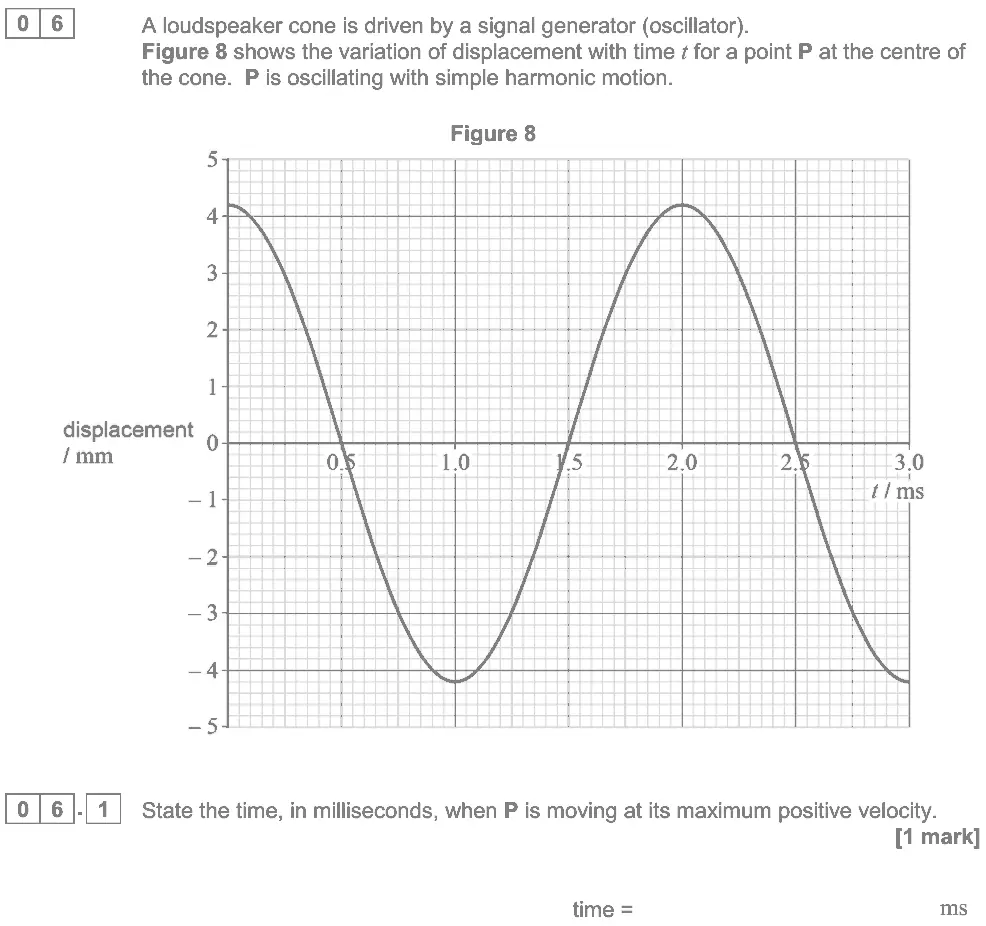 0 6 A loudspeaker cone is driven by a signal generator (oscillator).
Figure 8 shows the variation of displacement with time t for a point P at the centre of
the cone. P is oscillating with simple harmonic motion.
Figure 8
5
4
3
2
1
0
– 1
– 2
– 3
– 4
– 5
displacement
/ mm
0.5 1.0 1.5 2.0 2.5 3.0
t / ms
0 6 . 1 State the time, in milliseconds, when P is moving at its maximum positive velocity.
[1 mark]
time = ms